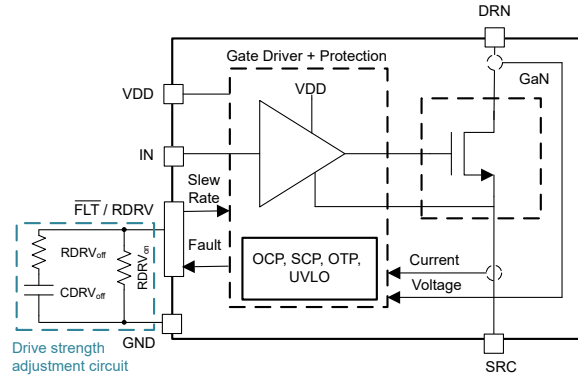 DRN
Gate Driver + Protection
GaN
VDD
VDD
IN
FLT / RDRV
Slew
Rate
Fault
RDRVoff
RDRVon
CDRVoff
OCP, SCP, OTP,
UVLO
Current
Voltage
GND
SRC
Drive strength
adjustment circuit